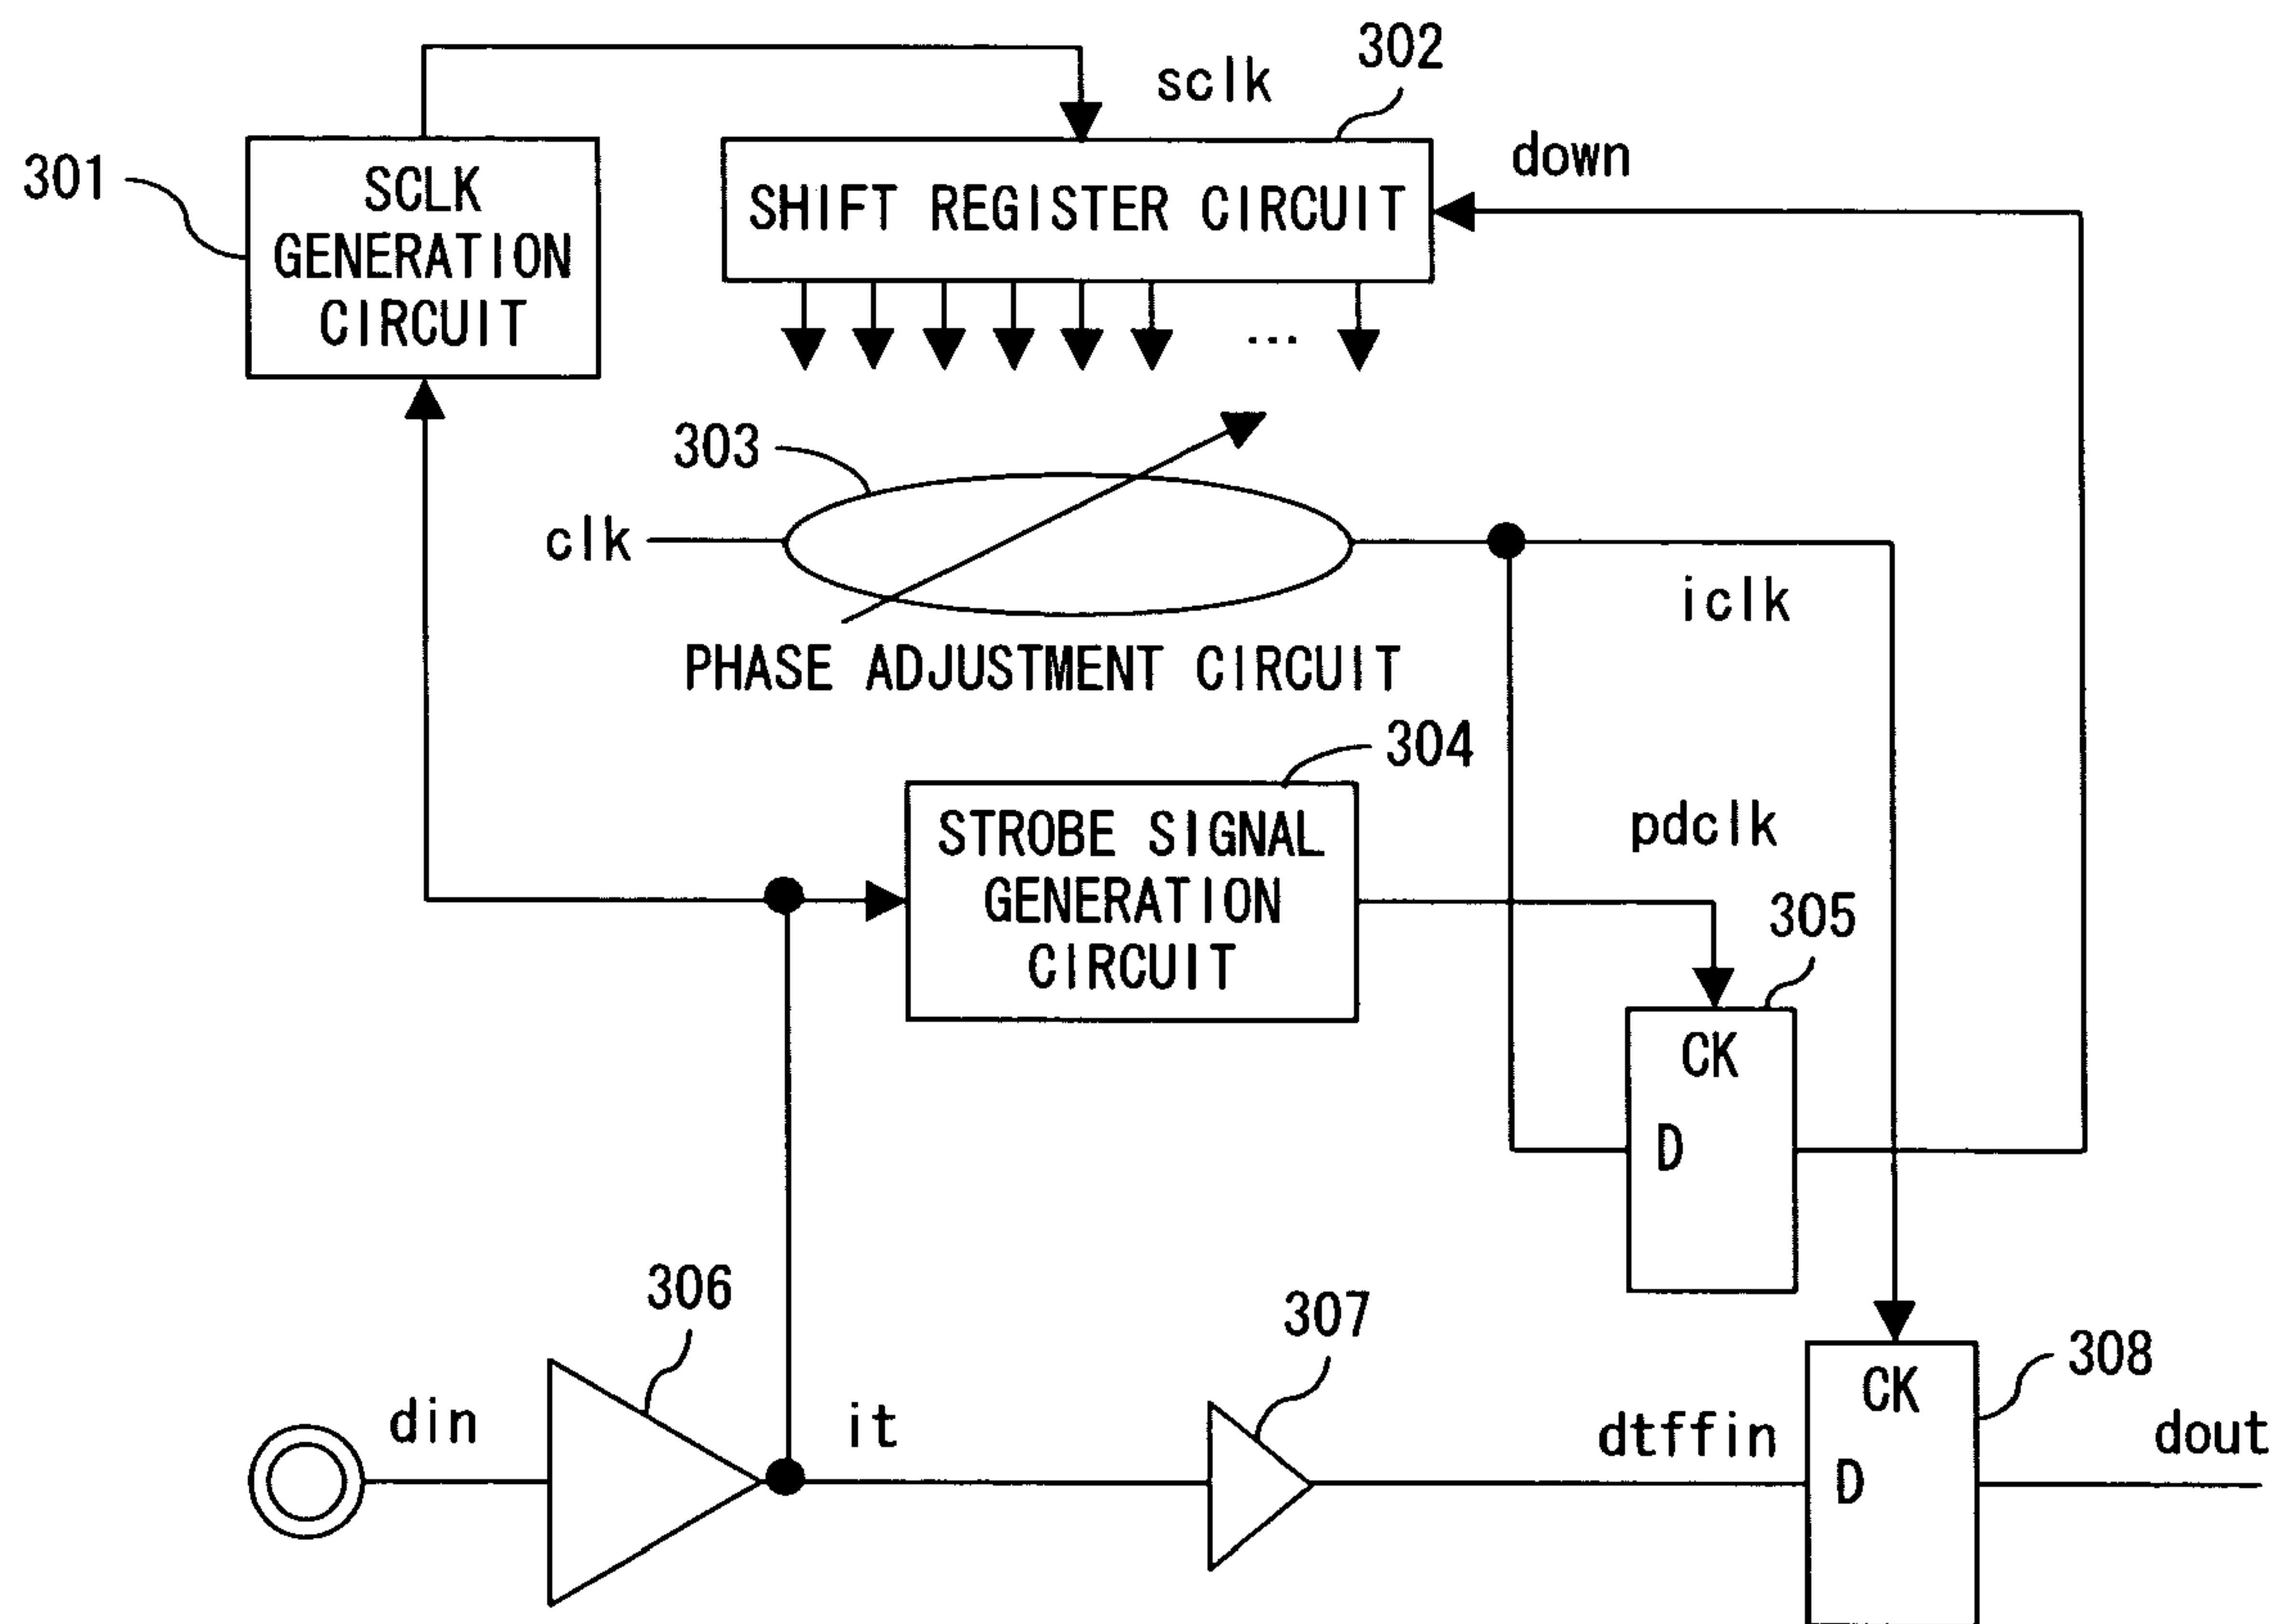 302
sclk
down
301
SCLK
GENERATION
CIRCUIT
SHIFT REGISTER CIRCUIT
...
303
clk
iclk
PHASE ADJUSTMENT CIRCUIT
304
STROBE SIGNAL
GENERATION
CIRCUIT
pdclk
305
CK
D
306
307
308
din
it
dtffin
CK
D
dout